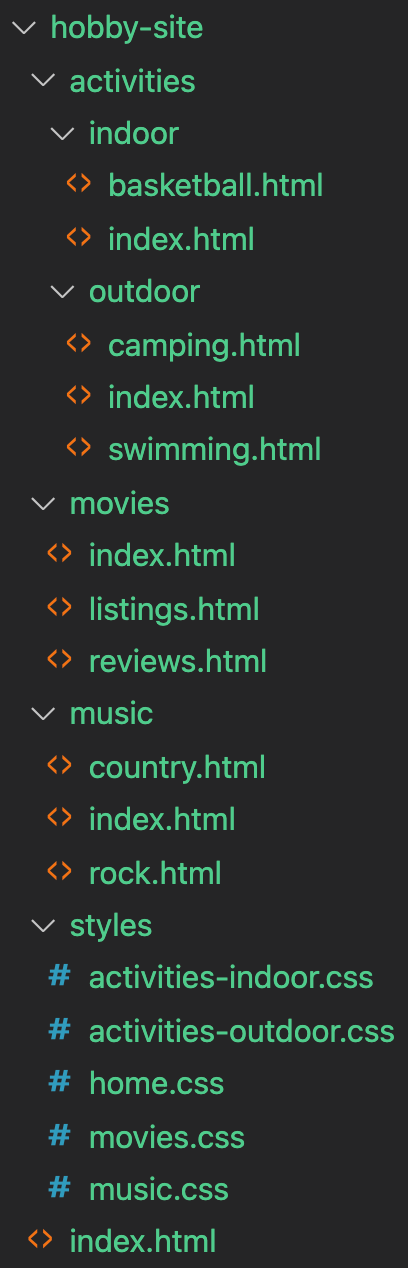 hobby-site
activities
indoor
basketball.html
index.html
outdoor
camping.html
index.html
swimming.html
movies
index.html
listings.html
reviews.html
music
country.html
index.html
rock.html
styles
activities-indoor.css
activities-outdoor.css
home.css
movies.css
music.css
index.html